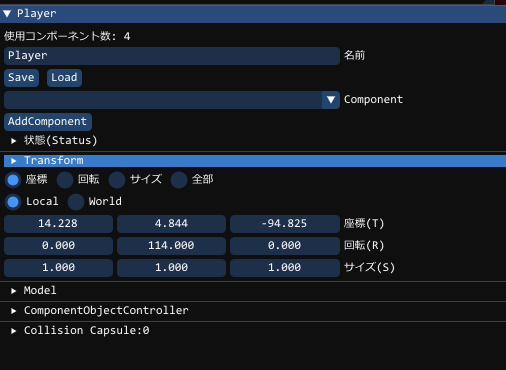 Player
使用コンポーネント数: 4
Player 名前
Save Load
Component
AddComponent
状態(Status)
Transform
座標 回転 サイズ 全部
Local World
14.228 4.844 -94.825 座標(T)
0.000 114.000 0.000 回転(R)
1.000 1.000 1.000 サイズ(S)
Model
ComponentObjectController
Collision Capsule:0